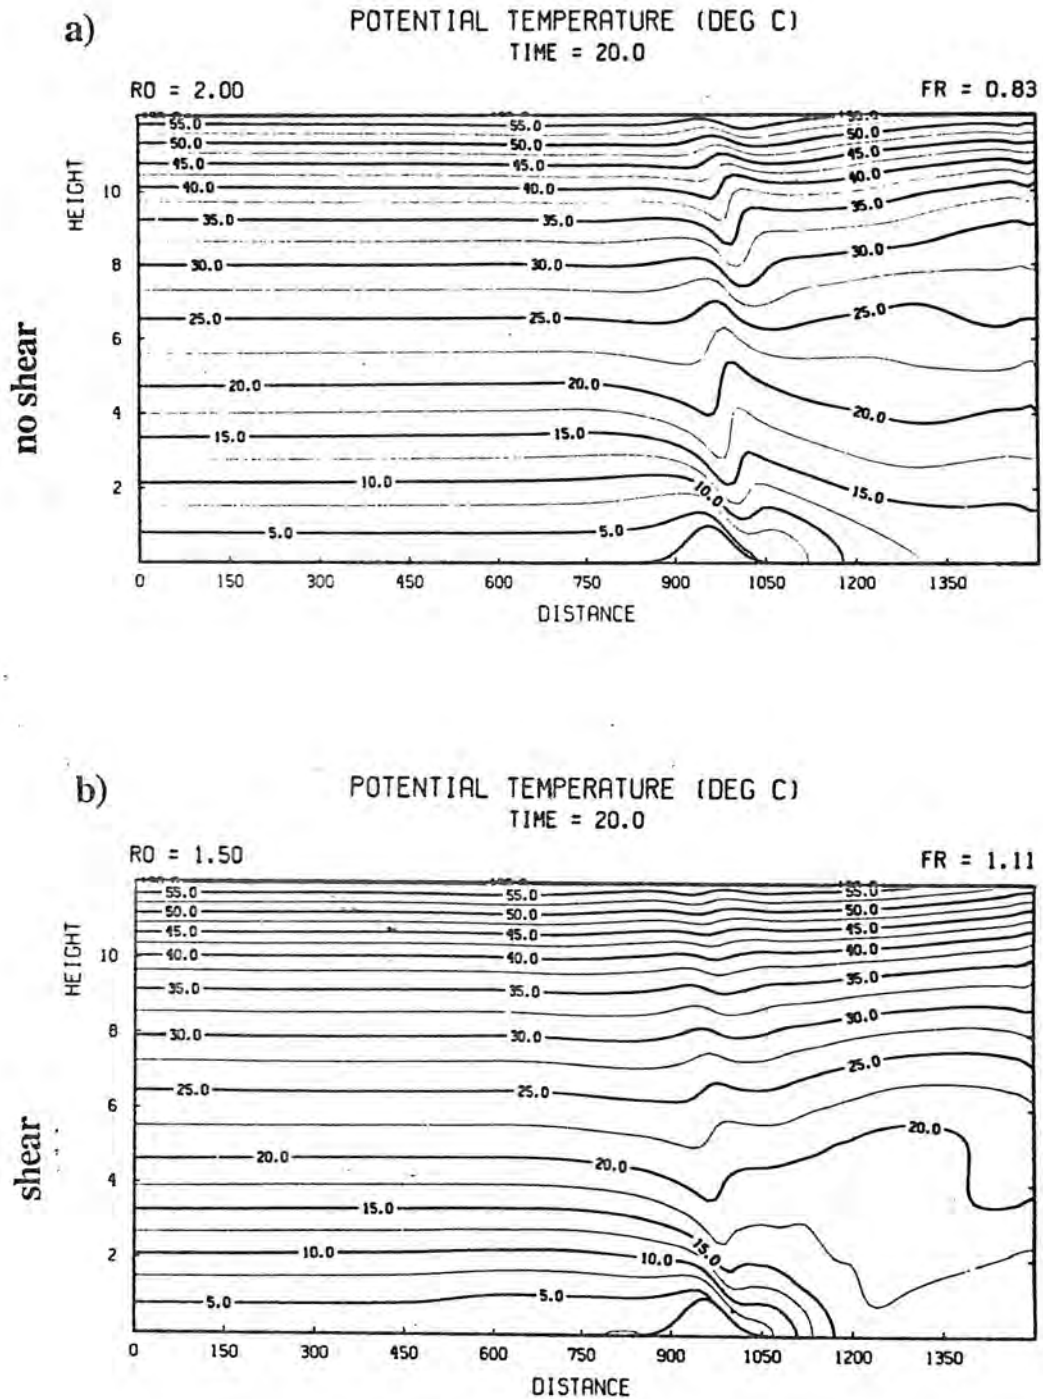 a)
POTENTIAL TEMPERATURE (DEG C)
TIME = 20.0
RO = 2.00 FR = 0.83
55.0 55.0
50.0 50.0 50.0
45.0 45.0 45.0
10 40.0 40.0 40.0
35.0 35.0 35.0
8 30.0 30.0 30.0
25.0 25.0 25.0
6
20.0 20.0 20.0
4
15.0 15.0 15.0
2 10.0 10.0
5.0 5.0
HEIGHT
no shear
0 150 300 450 600 750 900 1050 1200 1350
DISTANCE
b)
POTENTIAL TEMPERATURE (DEG C)
TIME = 20.0
RO = 1.50 FR = 1.11
55.0 55.0 55.0
50.0 50.0 50.0
45.0 45.0 45.0
10 40.0 40.0 40.0
35.0 35.0 35.0
8 30.0 30.0 30.0
25.0 25.0 25.0
6
20.0 20.0 20.0
4
15.0 15.0
2 10.0 10.0
5.0 5.0
HEIGHT
shear
0 150 300 450 600 750 900 1050 1200 1350
DISTANCE